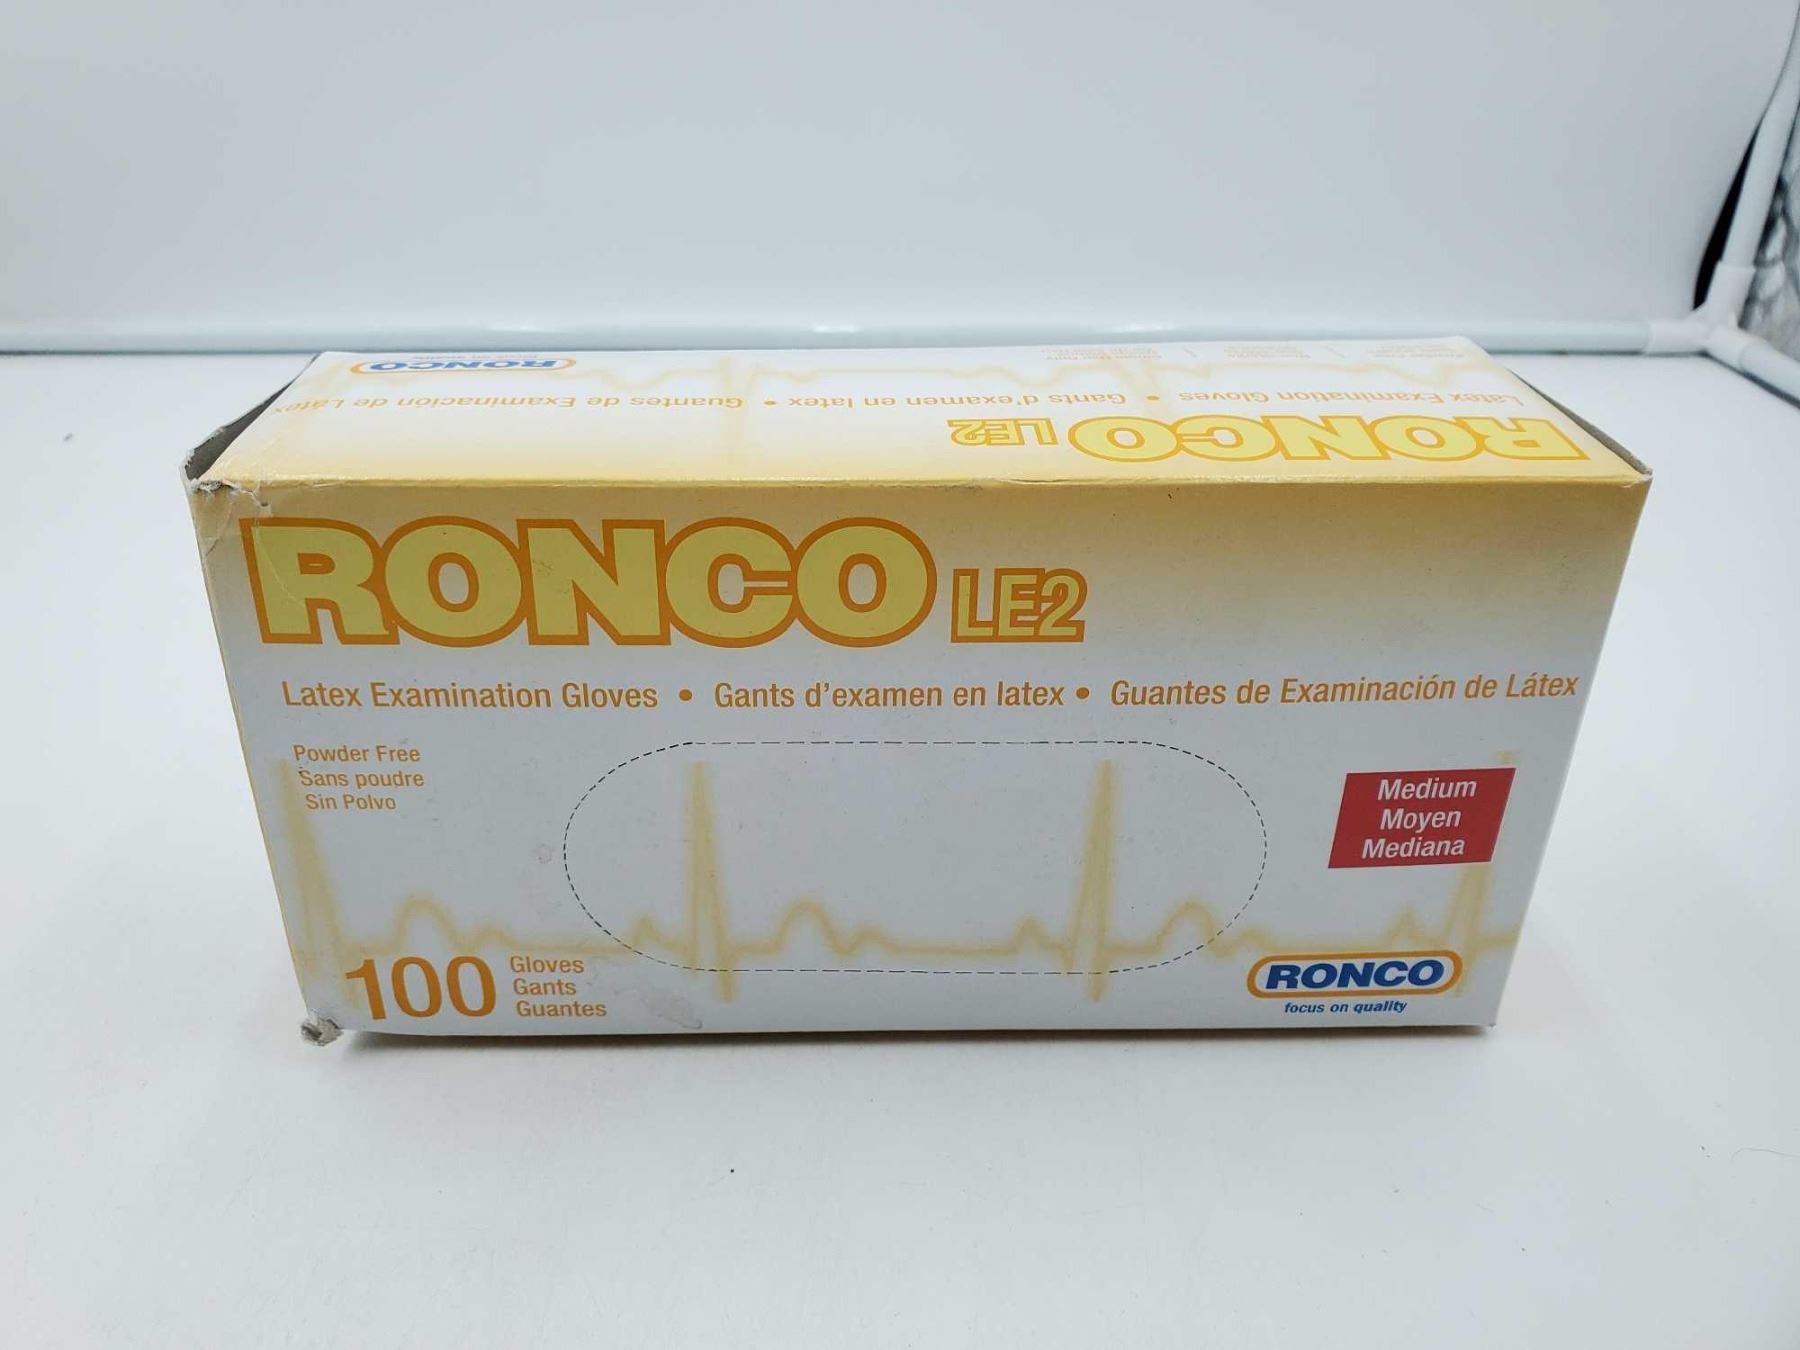 RONCO
Latex Examination Gloves • Gants d'examen en latex • Guantes de Examinación de Látex
RONCO LE2
RONCO LE2
Latex Examination Gloves • Gants d'examen en latex • Guantes de Examinación de Látex
Powder Free
Sans poudre
Sin Polvo
Medium
Moyen
Mediana
100 Gloves
Gants
Guantes
RONCO
focus on quality